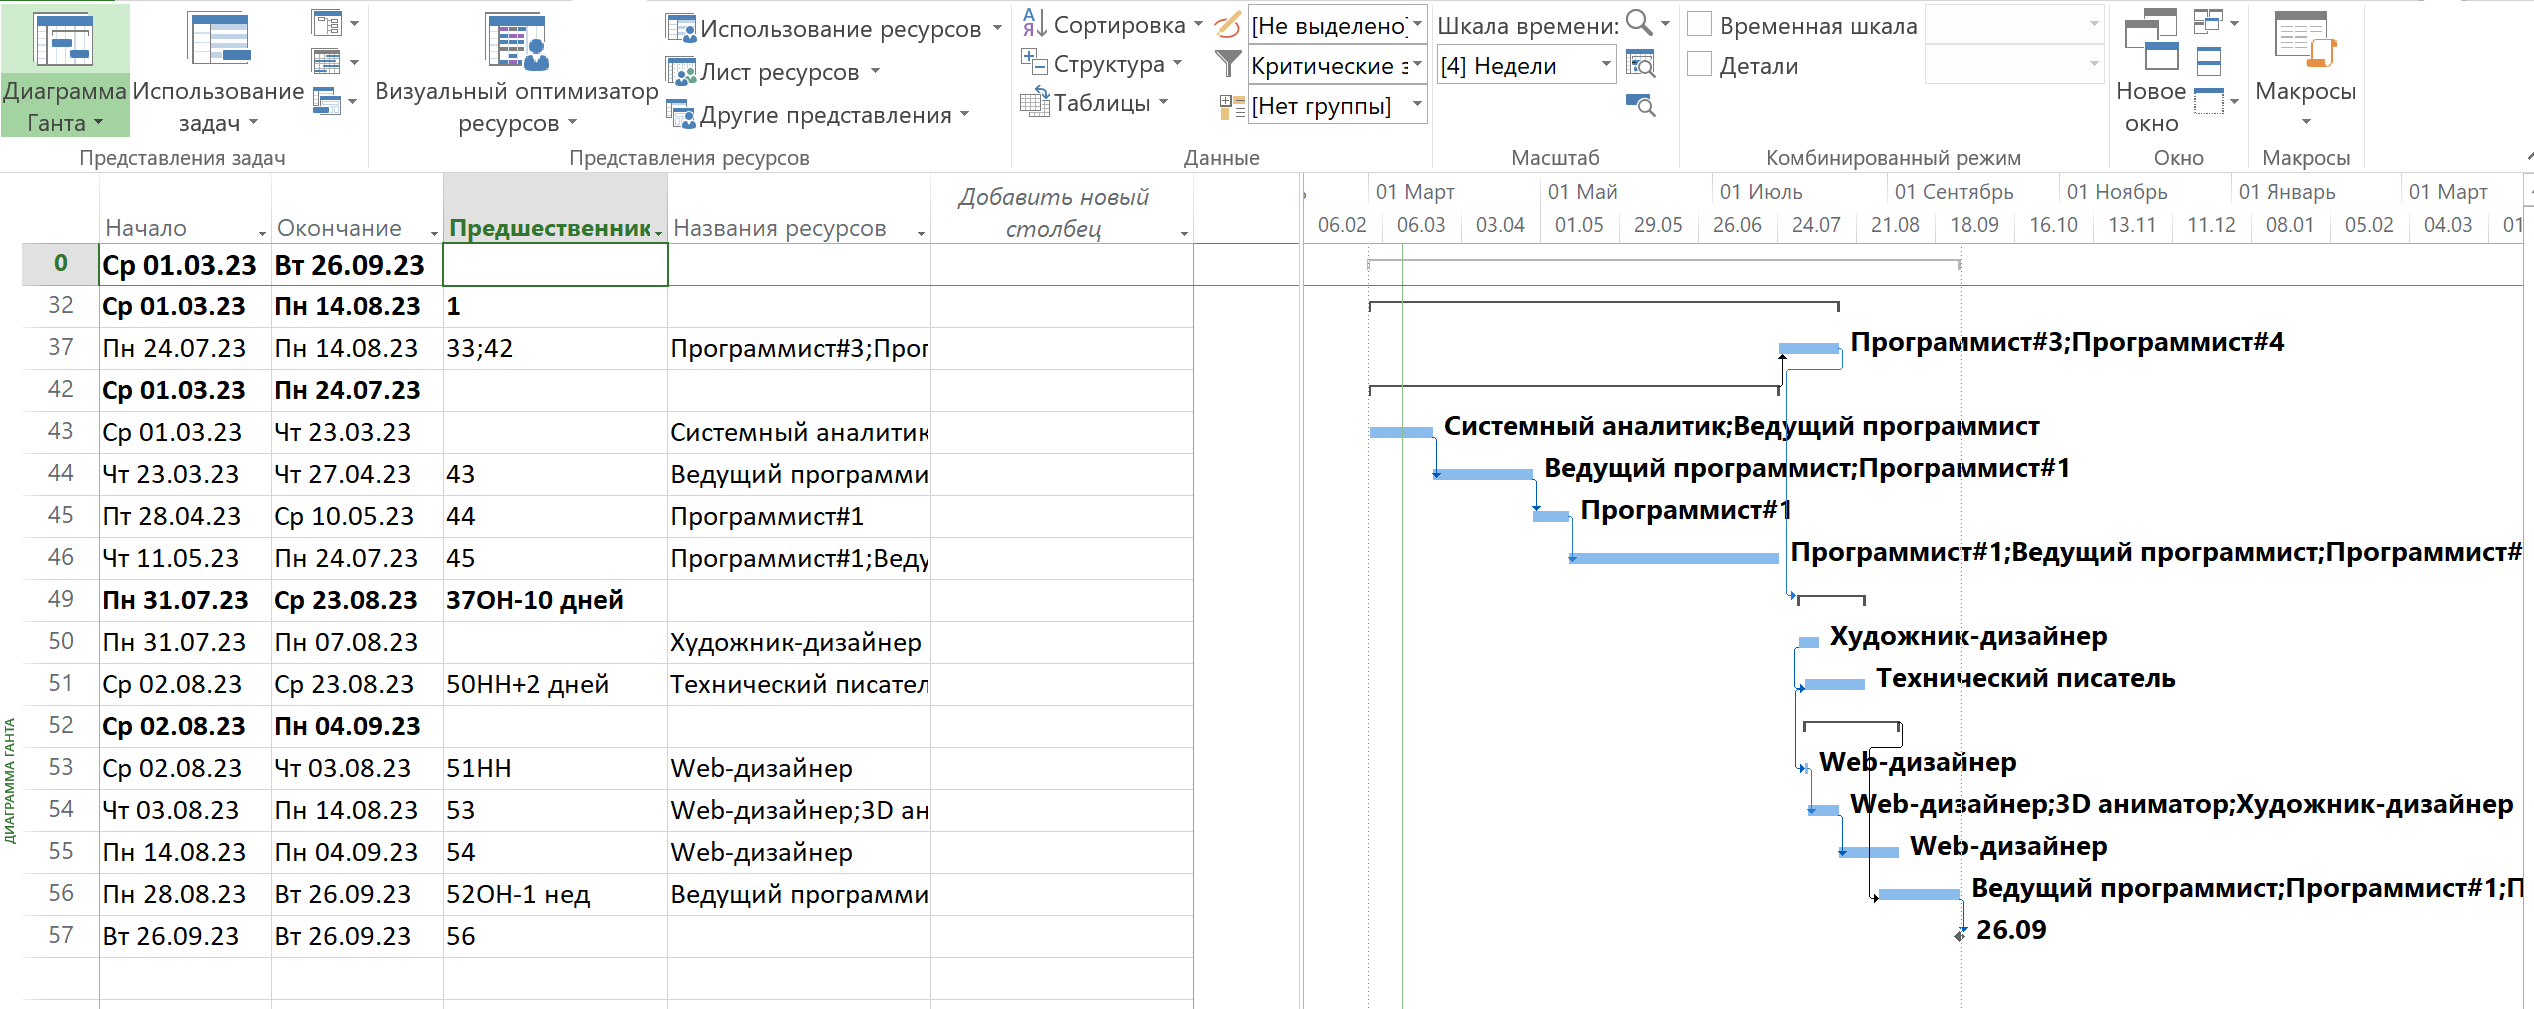 Диаграмма Ганта
Использование задач
Представления задач
Визуальный оптимизатор ресурсов
Использование ресурсов
Лист ресурсов
Другие представления
Представления ресурсов
Сортировка
Структура
Таблицы
[Не выделено]
Критические з
[Нет группы]
Данные
Шкала времени:
[4] Недели
Масштаб
Временная шкала
Детали
Комбинированный режим
Новое окно
Окно
Макросы
Макросы
Начало Окончание Предшественник Названия ресурсов Добавить новый столбец
01 Март 01 Май 01 Июль 01 Сентябрь 01 Ноябрь 01 Январь 01 Март
06.02 06.03 03.04 01.05 29.05 26.06 24.07 21.08 18.09 16.10 13.11 11.12 08.01 05.02 04.03 01
0 Ср 01.03.23 Вт 26.09.23
32 Ср 01.03.23 Пн 14.08.23 1
37 Пн 24.07.23 Пн 14.08.23 33;42 Программист#3;Прог Программист#3;Программист#4
42 Ср 01.03.23 Пн 24.07.23
43 Ср 01.03.23 Чт 23.03.23 Системный аналитик Системный аналитик;Ведущий программист
44 Чт 23.03.23 Чт 27.04.23 43 Ведущий программи Ведущий программист;Программист#1
45 Пт 28.04.23 Ср 10.05.23 44 Программист#1 Программист#1
46 Чт 11.05.23 Пн 24.07.23 45 Программист#1;Веду Программист#1;Ведущий программист;Программист#
49 Пн 31.07.23 Ср 23.08.23 37ОН-10 дней
50 Пн 31.07.23 Пн 07.08.23 Художник-дизайнер Художник-дизайнер
51 Ср 02.08.23 Ср 23.08.23 50НН+2 дней Технический писател Технический писатель
52 Ср 02.08.23 Пн 04.09.23
53 Ср 02.08.23 Чт 03.08.23 51НН Web-дизайнер Web-дизайнер
54 Чт 03.08.23 Пн 14.08.23 53 Web-дизайнер;3D ан Web-дизайнер;3D аниматор;Художник-дизайнер
55 Пн 14.08.23 Пн 04.09.23 54 Web-дизайнер Web-дизайнер
56 Пн 28.08.23 Вт 26.09.23 52ОН-1 нед Ведущий программи Ведущий программист;Программист#1;П
57 Вт 26.09.23 Вт 26.09.23 56 26.09
ДИАГРАММА ГАНТА